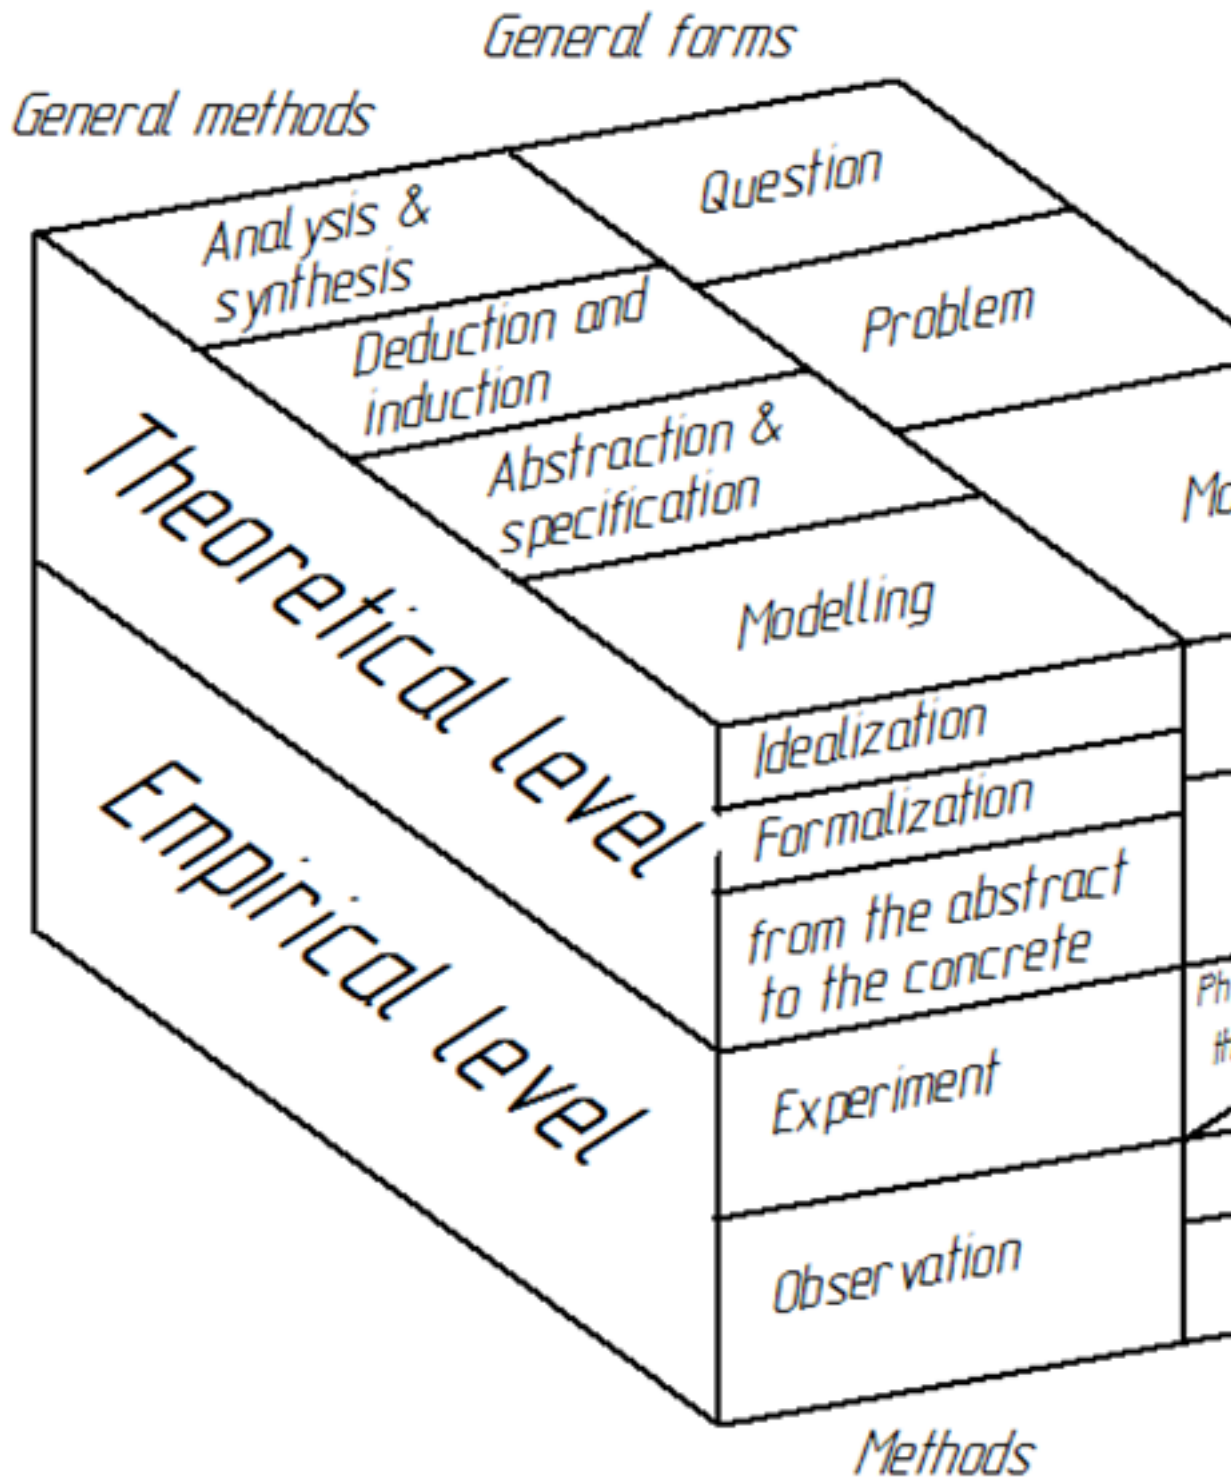 General forms
General methods
Analysis &
synthesis
Question
Deduction and
induction
Problem
Abstraction &
specification
Modelling
Theoretical level
Empirical level
Idealization
Formalization
from the abstract
to the concrete
Experiment
Observation
Methods